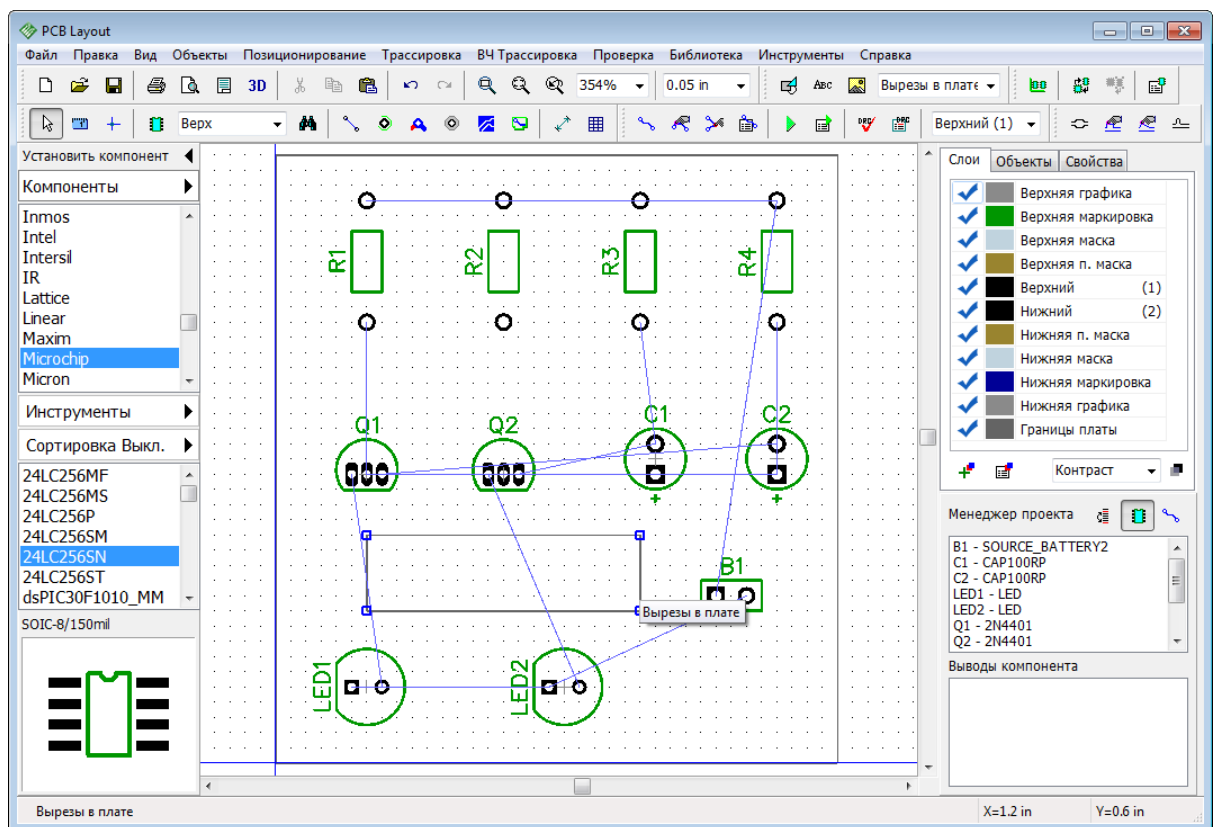 PCB Layout
Файл Правка Вид Объекты Позиционирование Трассировка ВЧ Трассировка Проверка Библиотека Инструменты Справка
3D 354% 0.05 in ABC Вырезы в плате
Верх DRC DRC Верхний (1)
Установить компонент
Компоненты
Inmos
Intel
Intersil
IR
Lattice
Linear
Maxim
Microchip
Micron
Инструменты
Сортировка Выкл.
24LC256MF
24LC256MS
24LC256P
24LC256SM
24LC256SN
24LC256ST
dsPIC30F1010_MM
SOIC-8/150mil
R1 R2 R3 R4
Q1 Q2 C1 C2
+ +
B1
Вырезы в плате
LED1 LED2
Слои Объекты Свойства
Верхняя графика
Верхняя маркировка
Верхняя маска
Верхняя п. маска
Верхний (1)
Нижний (2)
Нижняя п. маска
Нижняя маска
Нижняя маркировка
Нижняя графика
Границы платы
Контраст
Менеджер проекта
B1 - SOURCE_BATTERY2
C1 - CAP100RP
C2 - CAP100RP
LED1 - LED
LED2 - LED
Q1 - 2N4401
Q2 - 2N4401
Выводы компонента
Вырезы в плате X=1.2 in Y=0.6 in